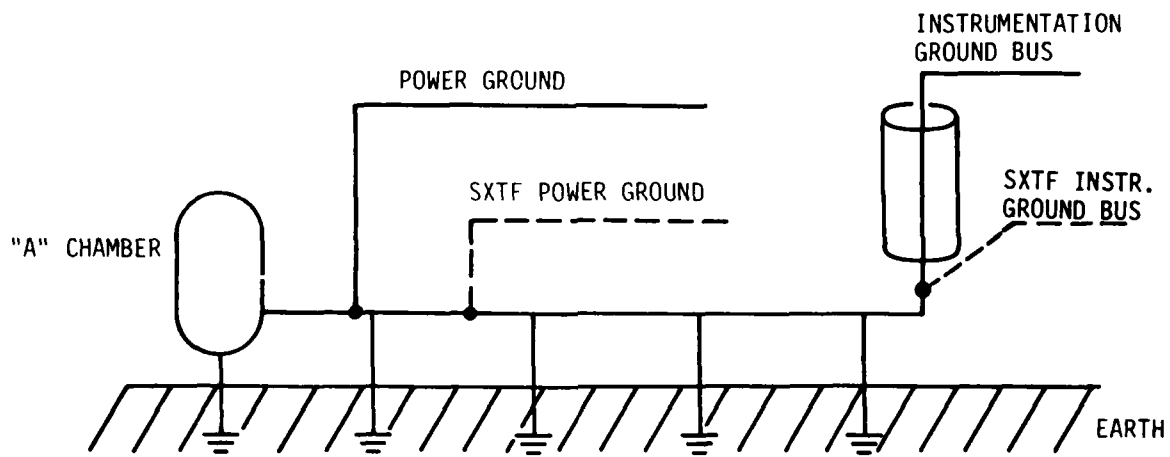 INSTRUMENTATION
GROUND BUS
POWER GROUND
SXTF POWER GROUND
SXTF INSTR.
GROUND BUS
"A" CHAMBER
EARTH